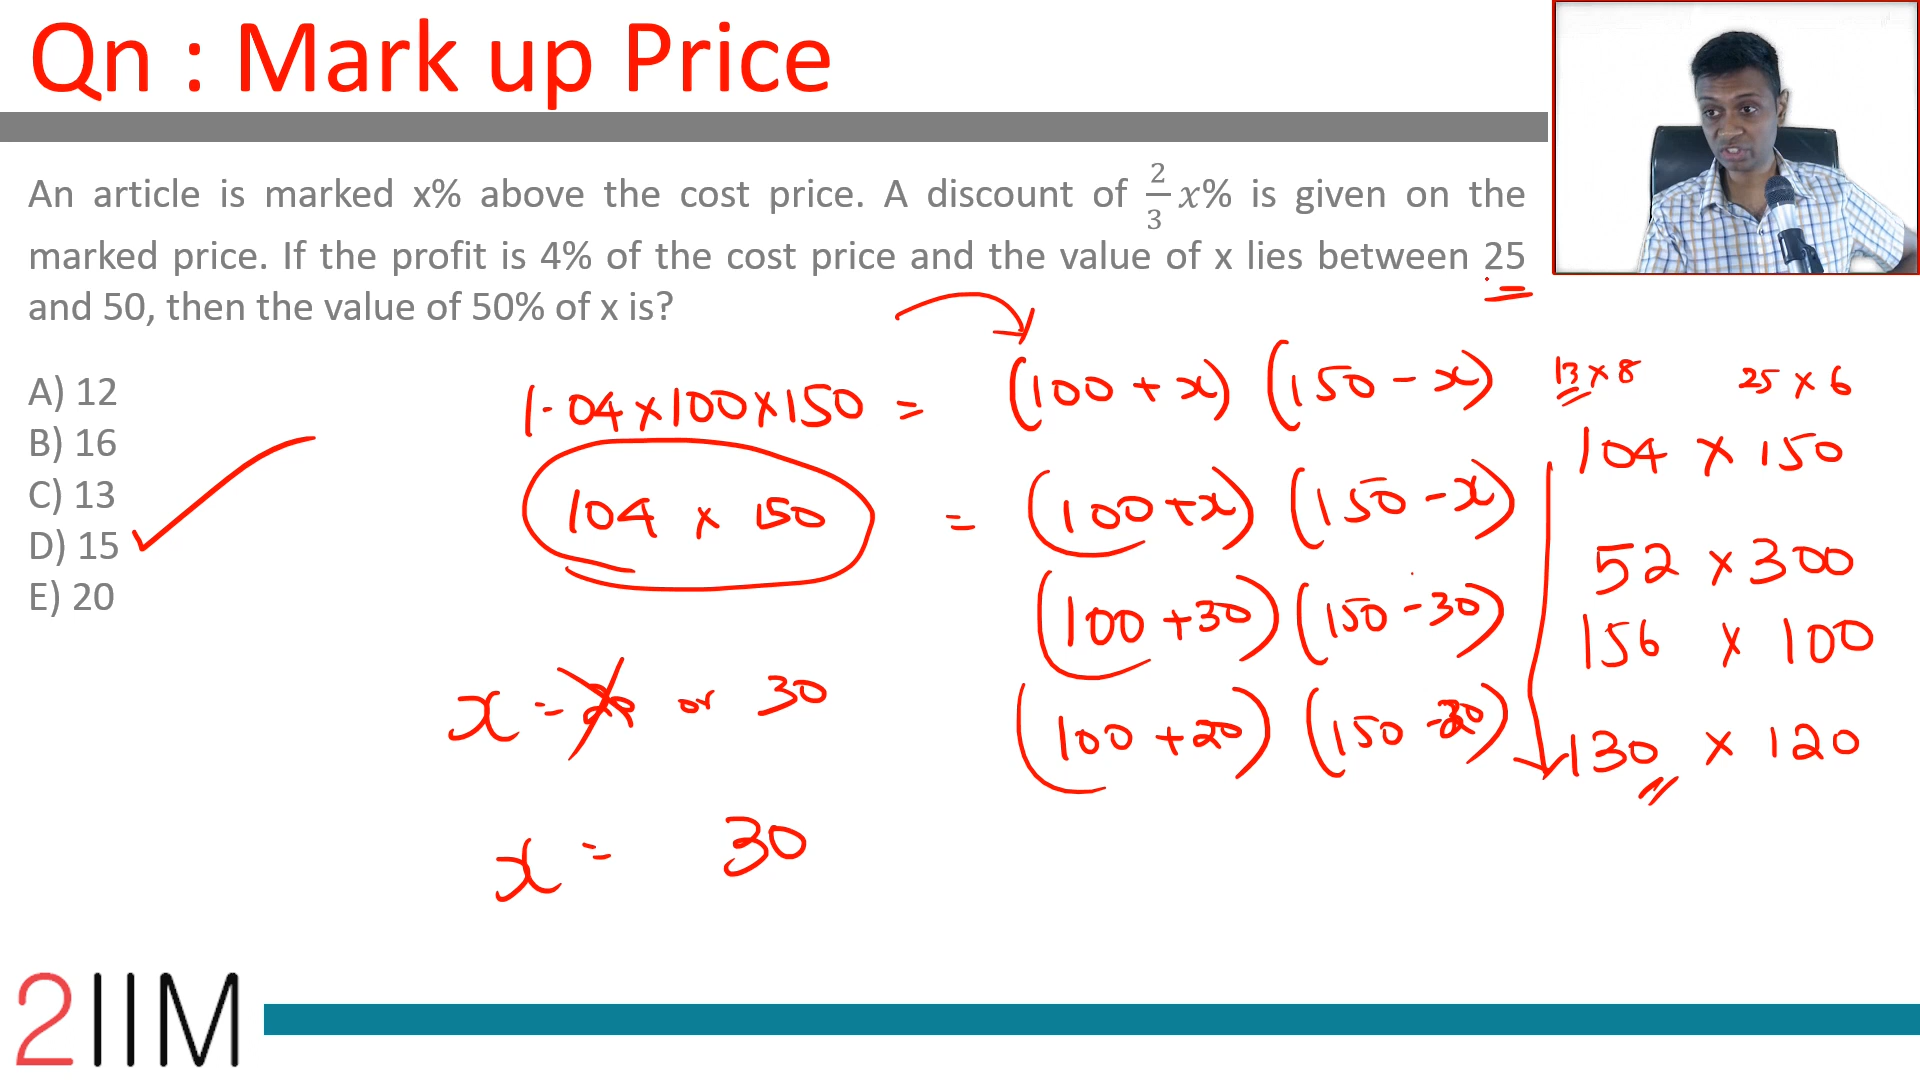 Qn : Mark up Price
An article is marked x% above the cost price. A discount of 2/3 x% is given on the
marked price. If the profit is 4% of the cost price and the value of x lies between 25
and 50, then the value of 50% of x is?
A) 12
B) 16
C) 13
D) 15
E) 20
1.04 x 100 x 150 = (100 + x) (150 - x)
104 x 150 = (100 + x) (150 - x)
(100 + 30) (150 - 30)
(100 + 20) (150 - 20)
x = 20 or 30
x = 30
13 x 8 25 x 6
104 x 150
52 x 300
156 x 100
130 x 120
2IIM